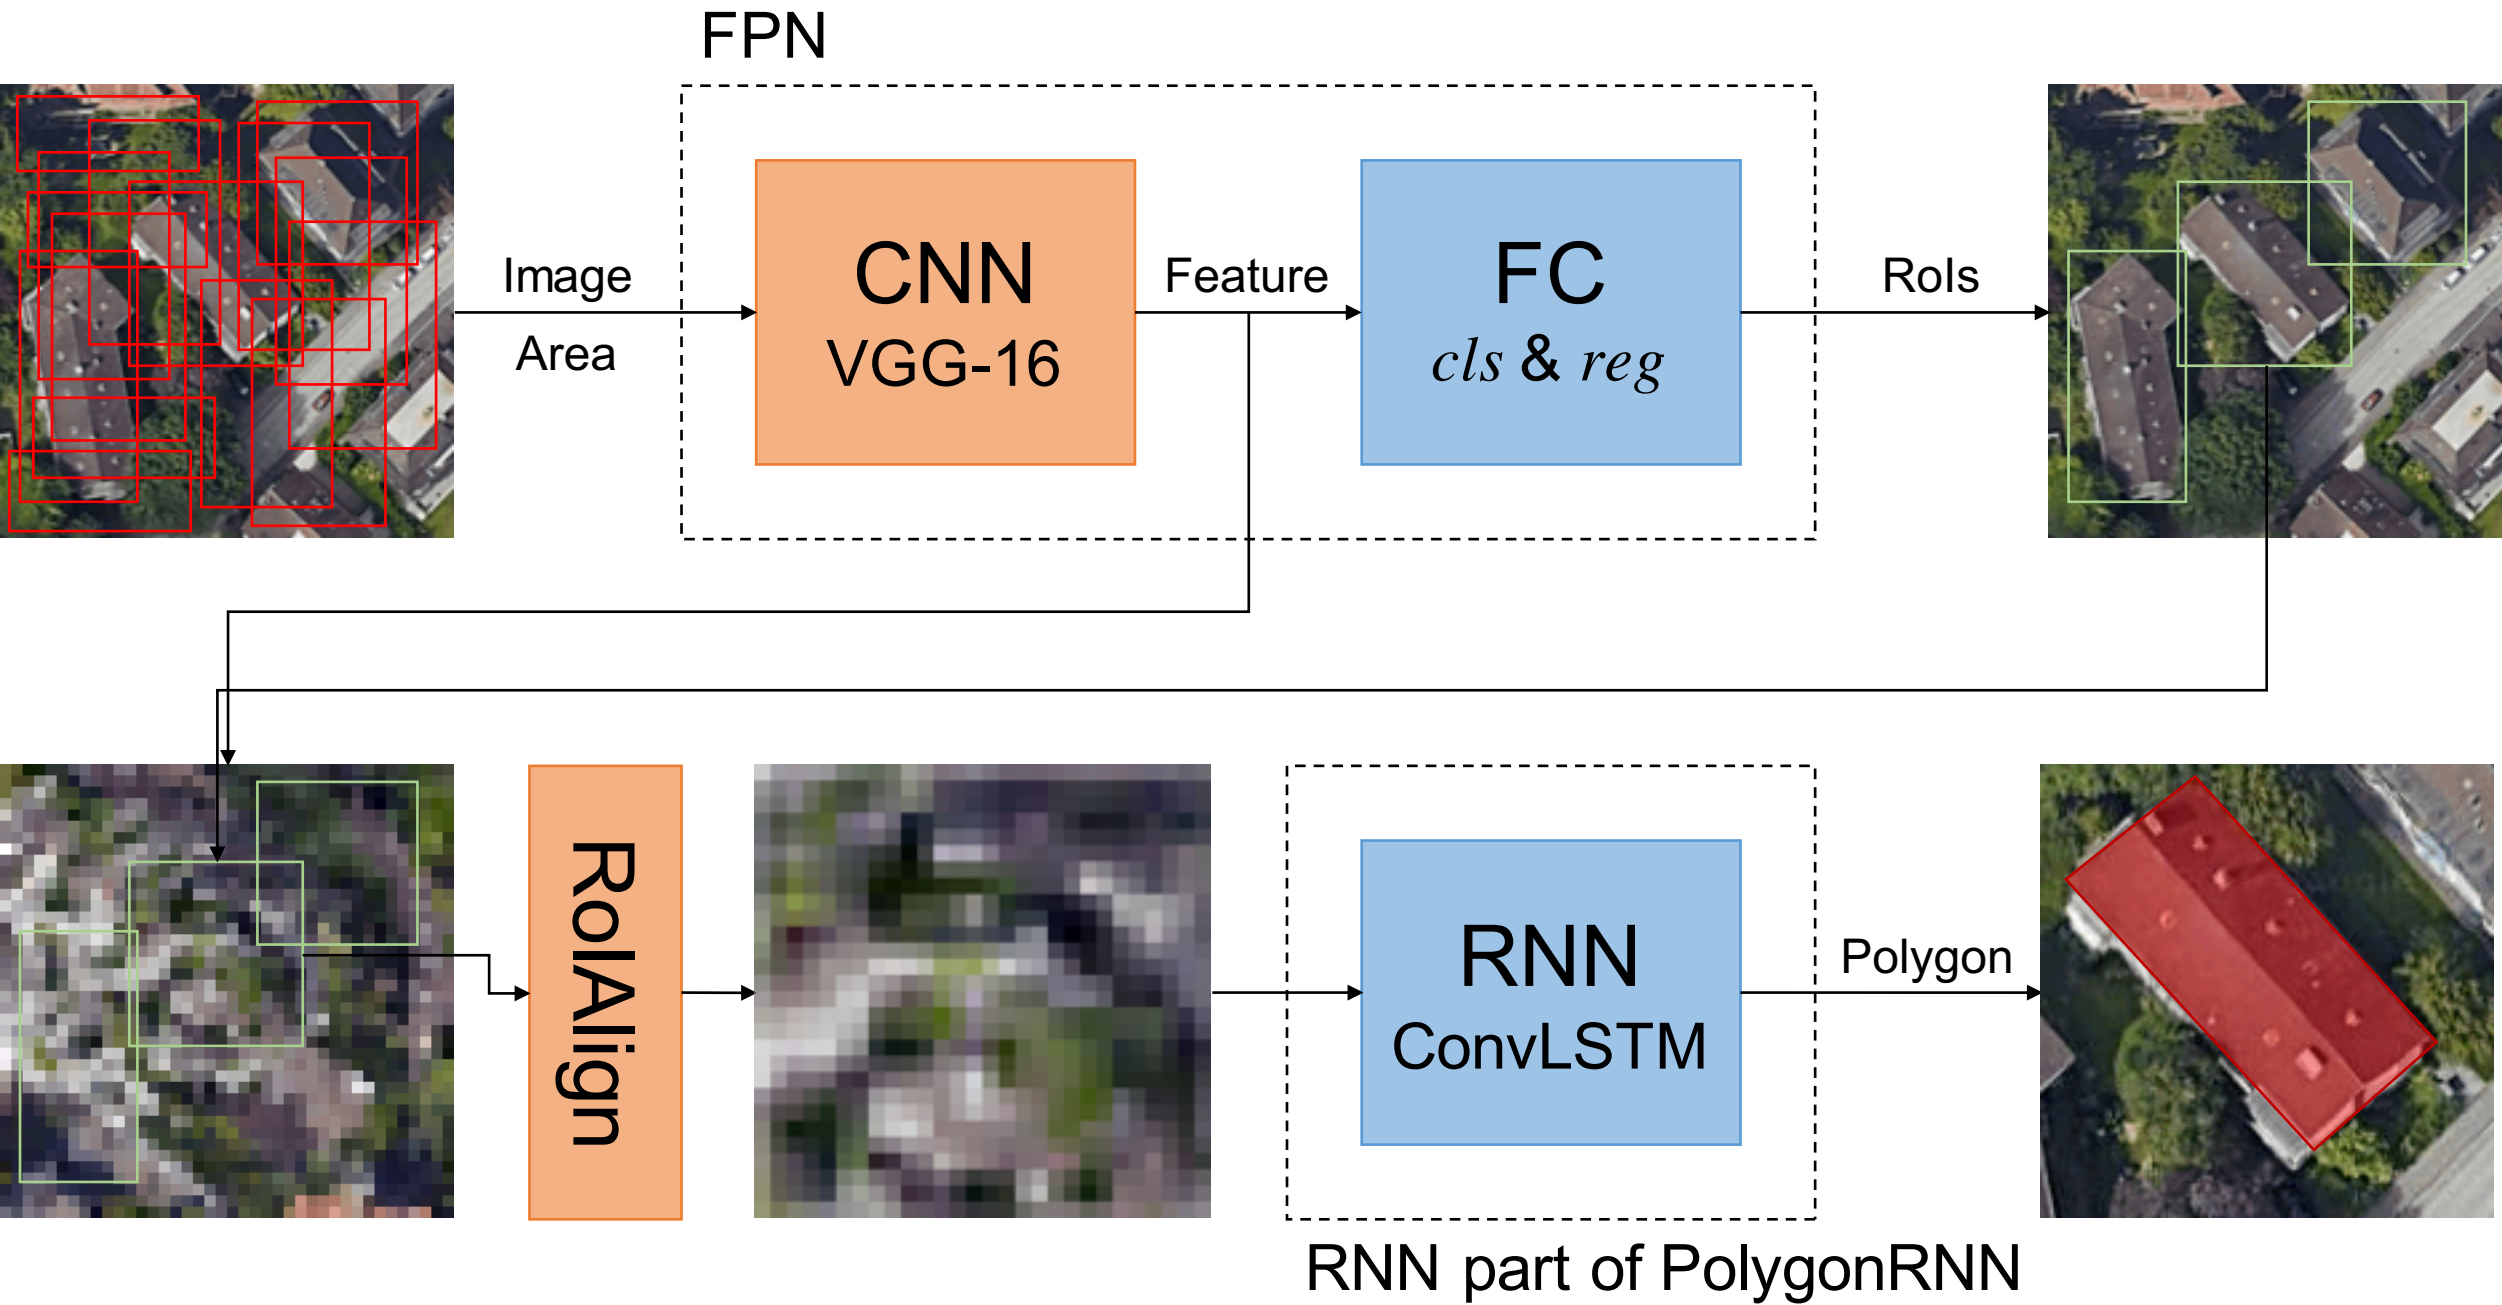 FPN
Image
Area
CNN
VGG-16
Feature
FC
cls & reg
RoIs
RoIAlign
RNN
ConvLSTM
Polygon
RNN part of PolygonRNN